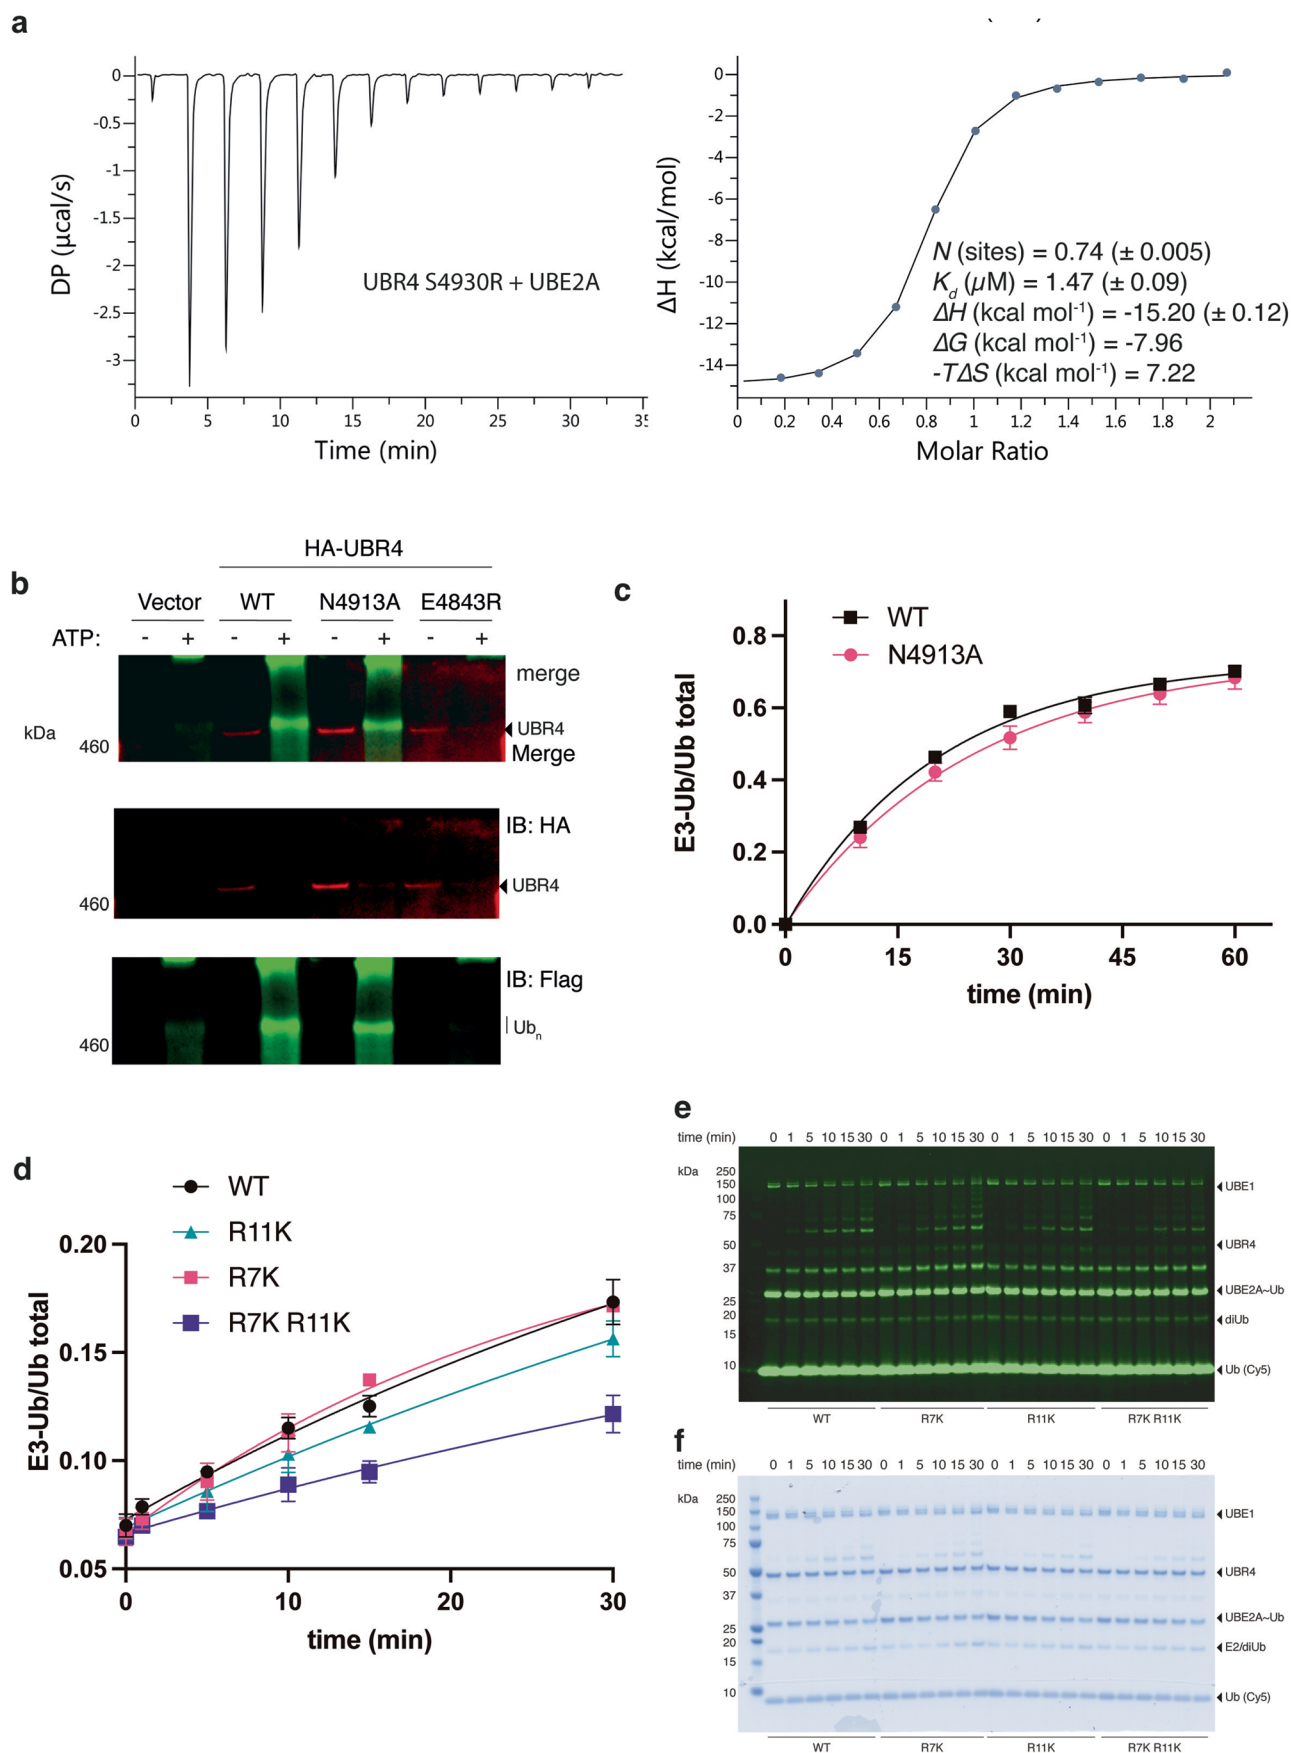 a
0
-0.5
-1
-1.5
-2
-2.5
-3
DP (µcal/s)
UBR4 S4930R + UBE2A
0 5 10 15 20 25 30 35
Time (min)
0
-2
-4
-6
-8
-10
-12
-14
ΔH (kcal/mol)
N (sites) = 0.74 (± 0.005)
Kd (µM) = 1.47 (± 0.09)
ΔH (kcal mol-1) = -15.20 (± 0.12)
ΔG (kcal mol-1) = -7.96
-TΔS (kcal mol-1) = 7.22
0 0.2 0.4 0.6 0.8 1 1.2 1.4 1.6 1.8 2
Molar Ratio
b
HA-UBR4
Vector WT N4913A E4843R
ATP: - + - + - + - +
merge
kDa
UBR4
460
Merge
IB: HA
UBR4
460
IB: Flag
Ubn
460
c
WT
N4913A
0.8
0.6
0.4
0.2
0.0
E3-Ub/Ub total
0 15 30 45 60
time (min)
d
WT
R11K
R7K
R7K R11K
0.20
0.15
0.10
0.05
E3-Ub/Ub total
0 10 20 30
time (min)
e
time (min) 0 1 5 10 15 30 0 1 5 10 15 30 0 1 5 10 15 30 0 1 5 10 15 30
kDa
250
150
100
75
50
37
25
20
15
10
UBE1
UBR4
UBE2A~Ub
diUb
Ub (Cy5)
WT R7K R11K R7K R11K
f
time (min) 0 1 5 10 15 30 0 1 5 10 15 30 0 1 5 10 15 30 0 1 5 10 15 30
kDa
250
150
100
75
50
37
25
20
15
10
UBE1
UBR4
UBE2A~Ub
E2/diUb
Ub (Cy5)
WT R7K R11K R7K R11K